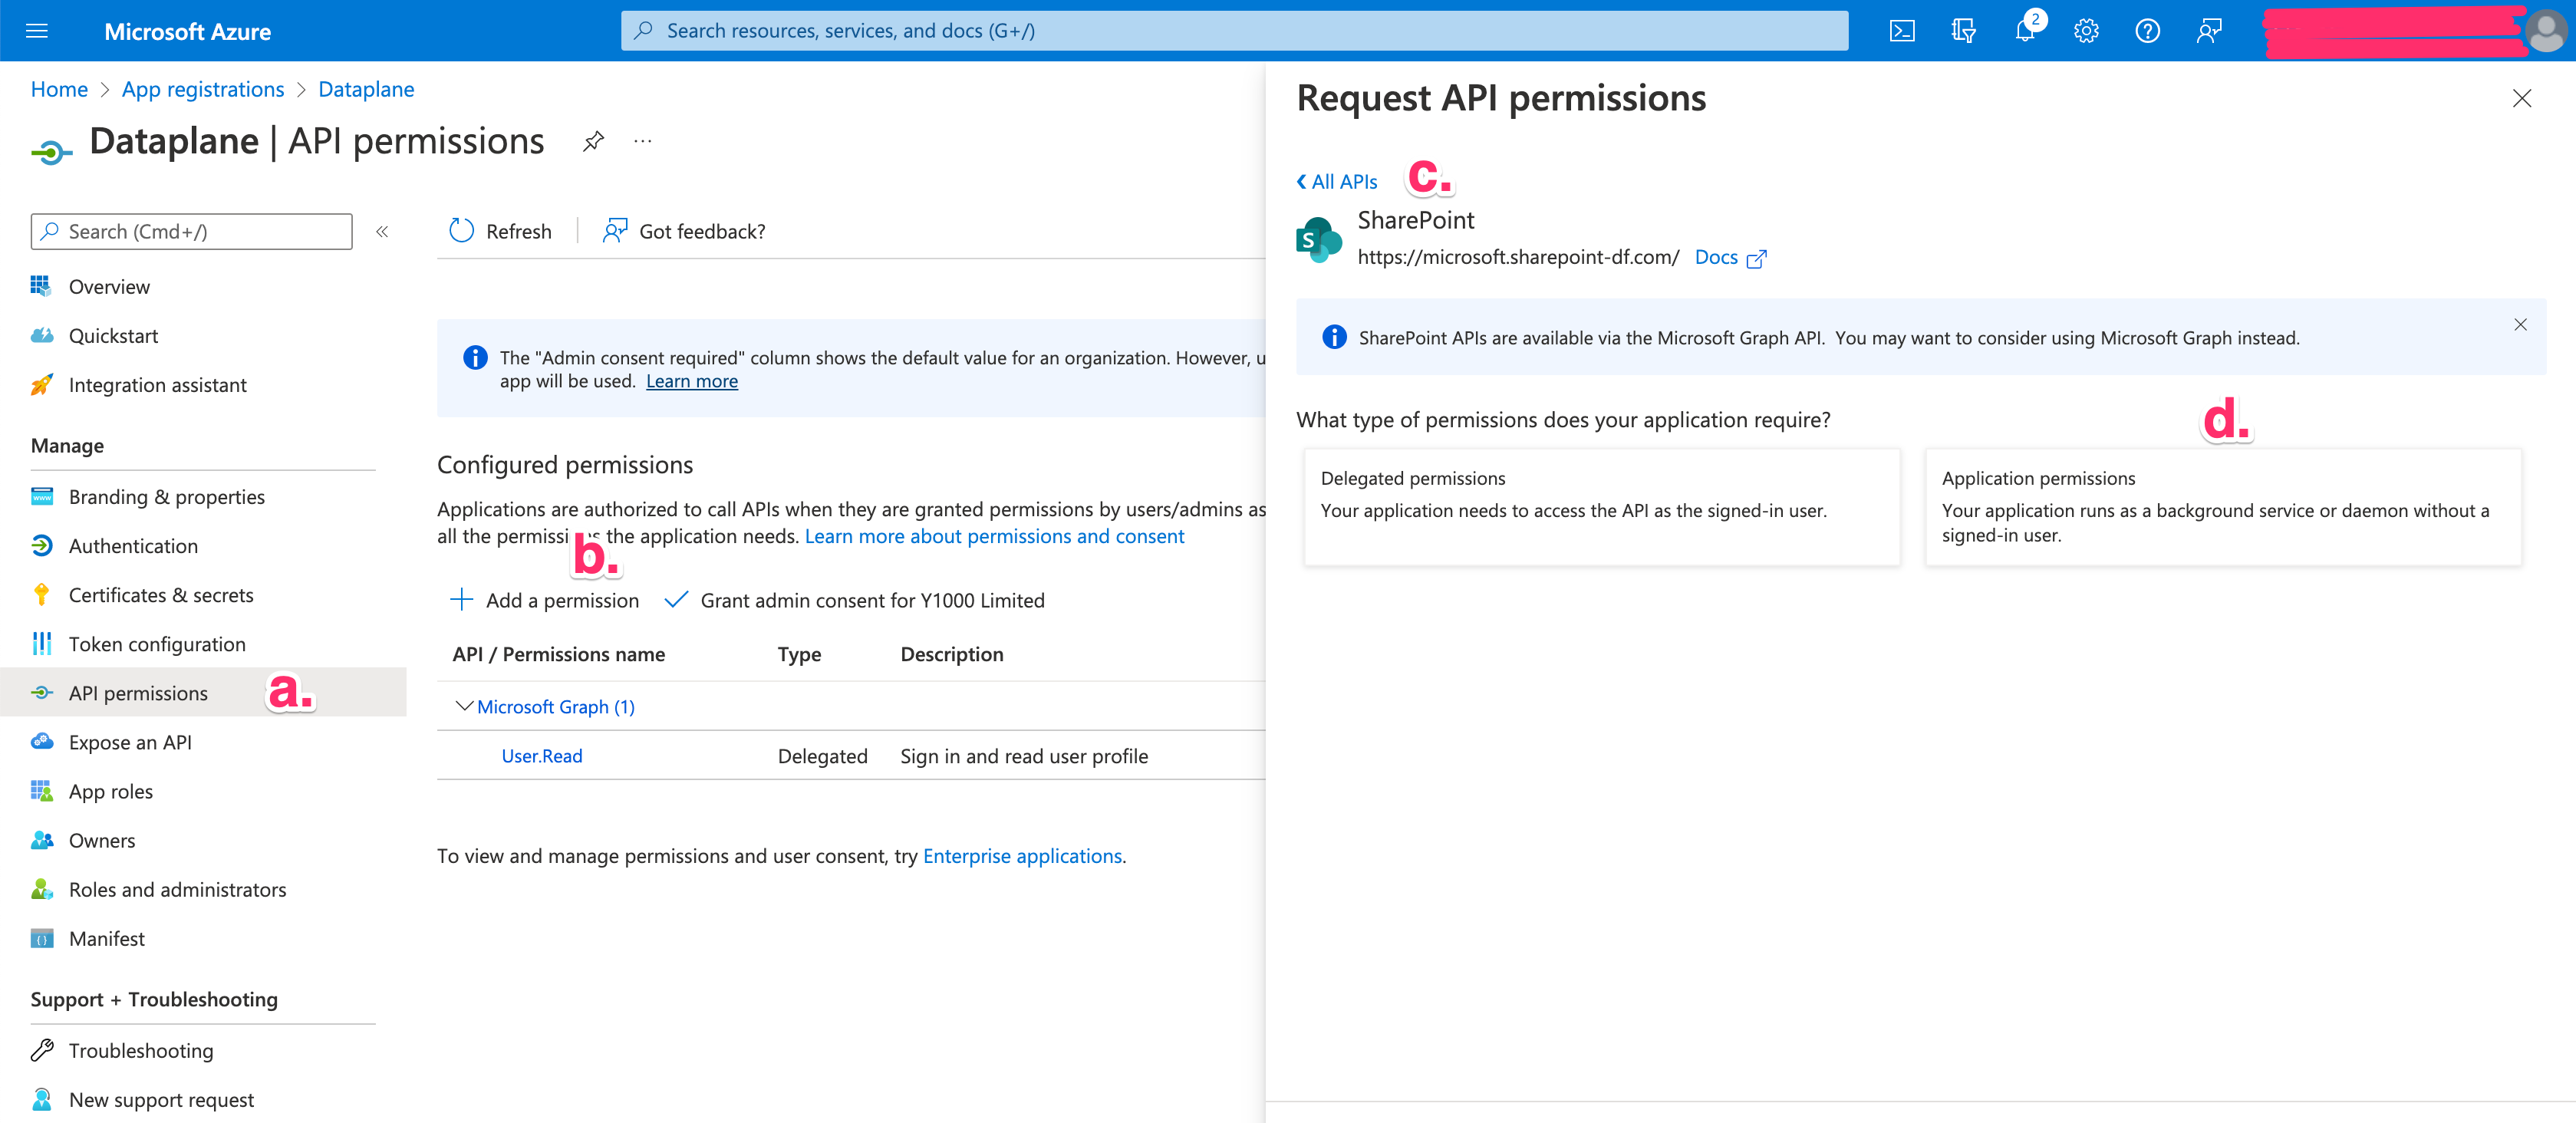 Microsoft Azure
Search resources, services, and docs (G+/)
2
Home > App registrations > Dataplane
Dataplane | API permissions
...
Search (Cmd+/)
«
Overview
Quickstart
Integration assistant
Manage
Branding & properties
Authentication
Certificates & secrets
Token configuration
API permissions
a.
Expose an API
App roles
Owners
Roles and administrators
Manifest
Support + Troubleshooting
Troubleshooting
New support request
Refresh
Got feedback?
The "Admin consent required" column shows the default value for an organization. However, u
app will be used. Learn more
Configured permissions
Applications are authorized to call APIs when they are granted permissions by users/admins as
all the permissions the application needs. Learn more about permissions and consent
b.
Add a permission
Grant admin consent for Y1000 Limited
API / Permissions name Type Description
Microsoft Graph (1)
User.Read Delegated Sign in and read user profile
To view and manage permissions and user consent, try Enterprise applications.
Request API permissions
All APIs
c.
SharePoint
S
https://microsoft.sharepoint-df.com/ Docs
SharePoint APIs are available via the Microsoft Graph API. You may want to consider using Microsoft Graph instead.
What type of permissions does your application require?
d.
Delegated permissions
Your application needs to access the API as the signed-in user.
Application permissions
Your application runs as a background service or daemon without a
signed-in user.